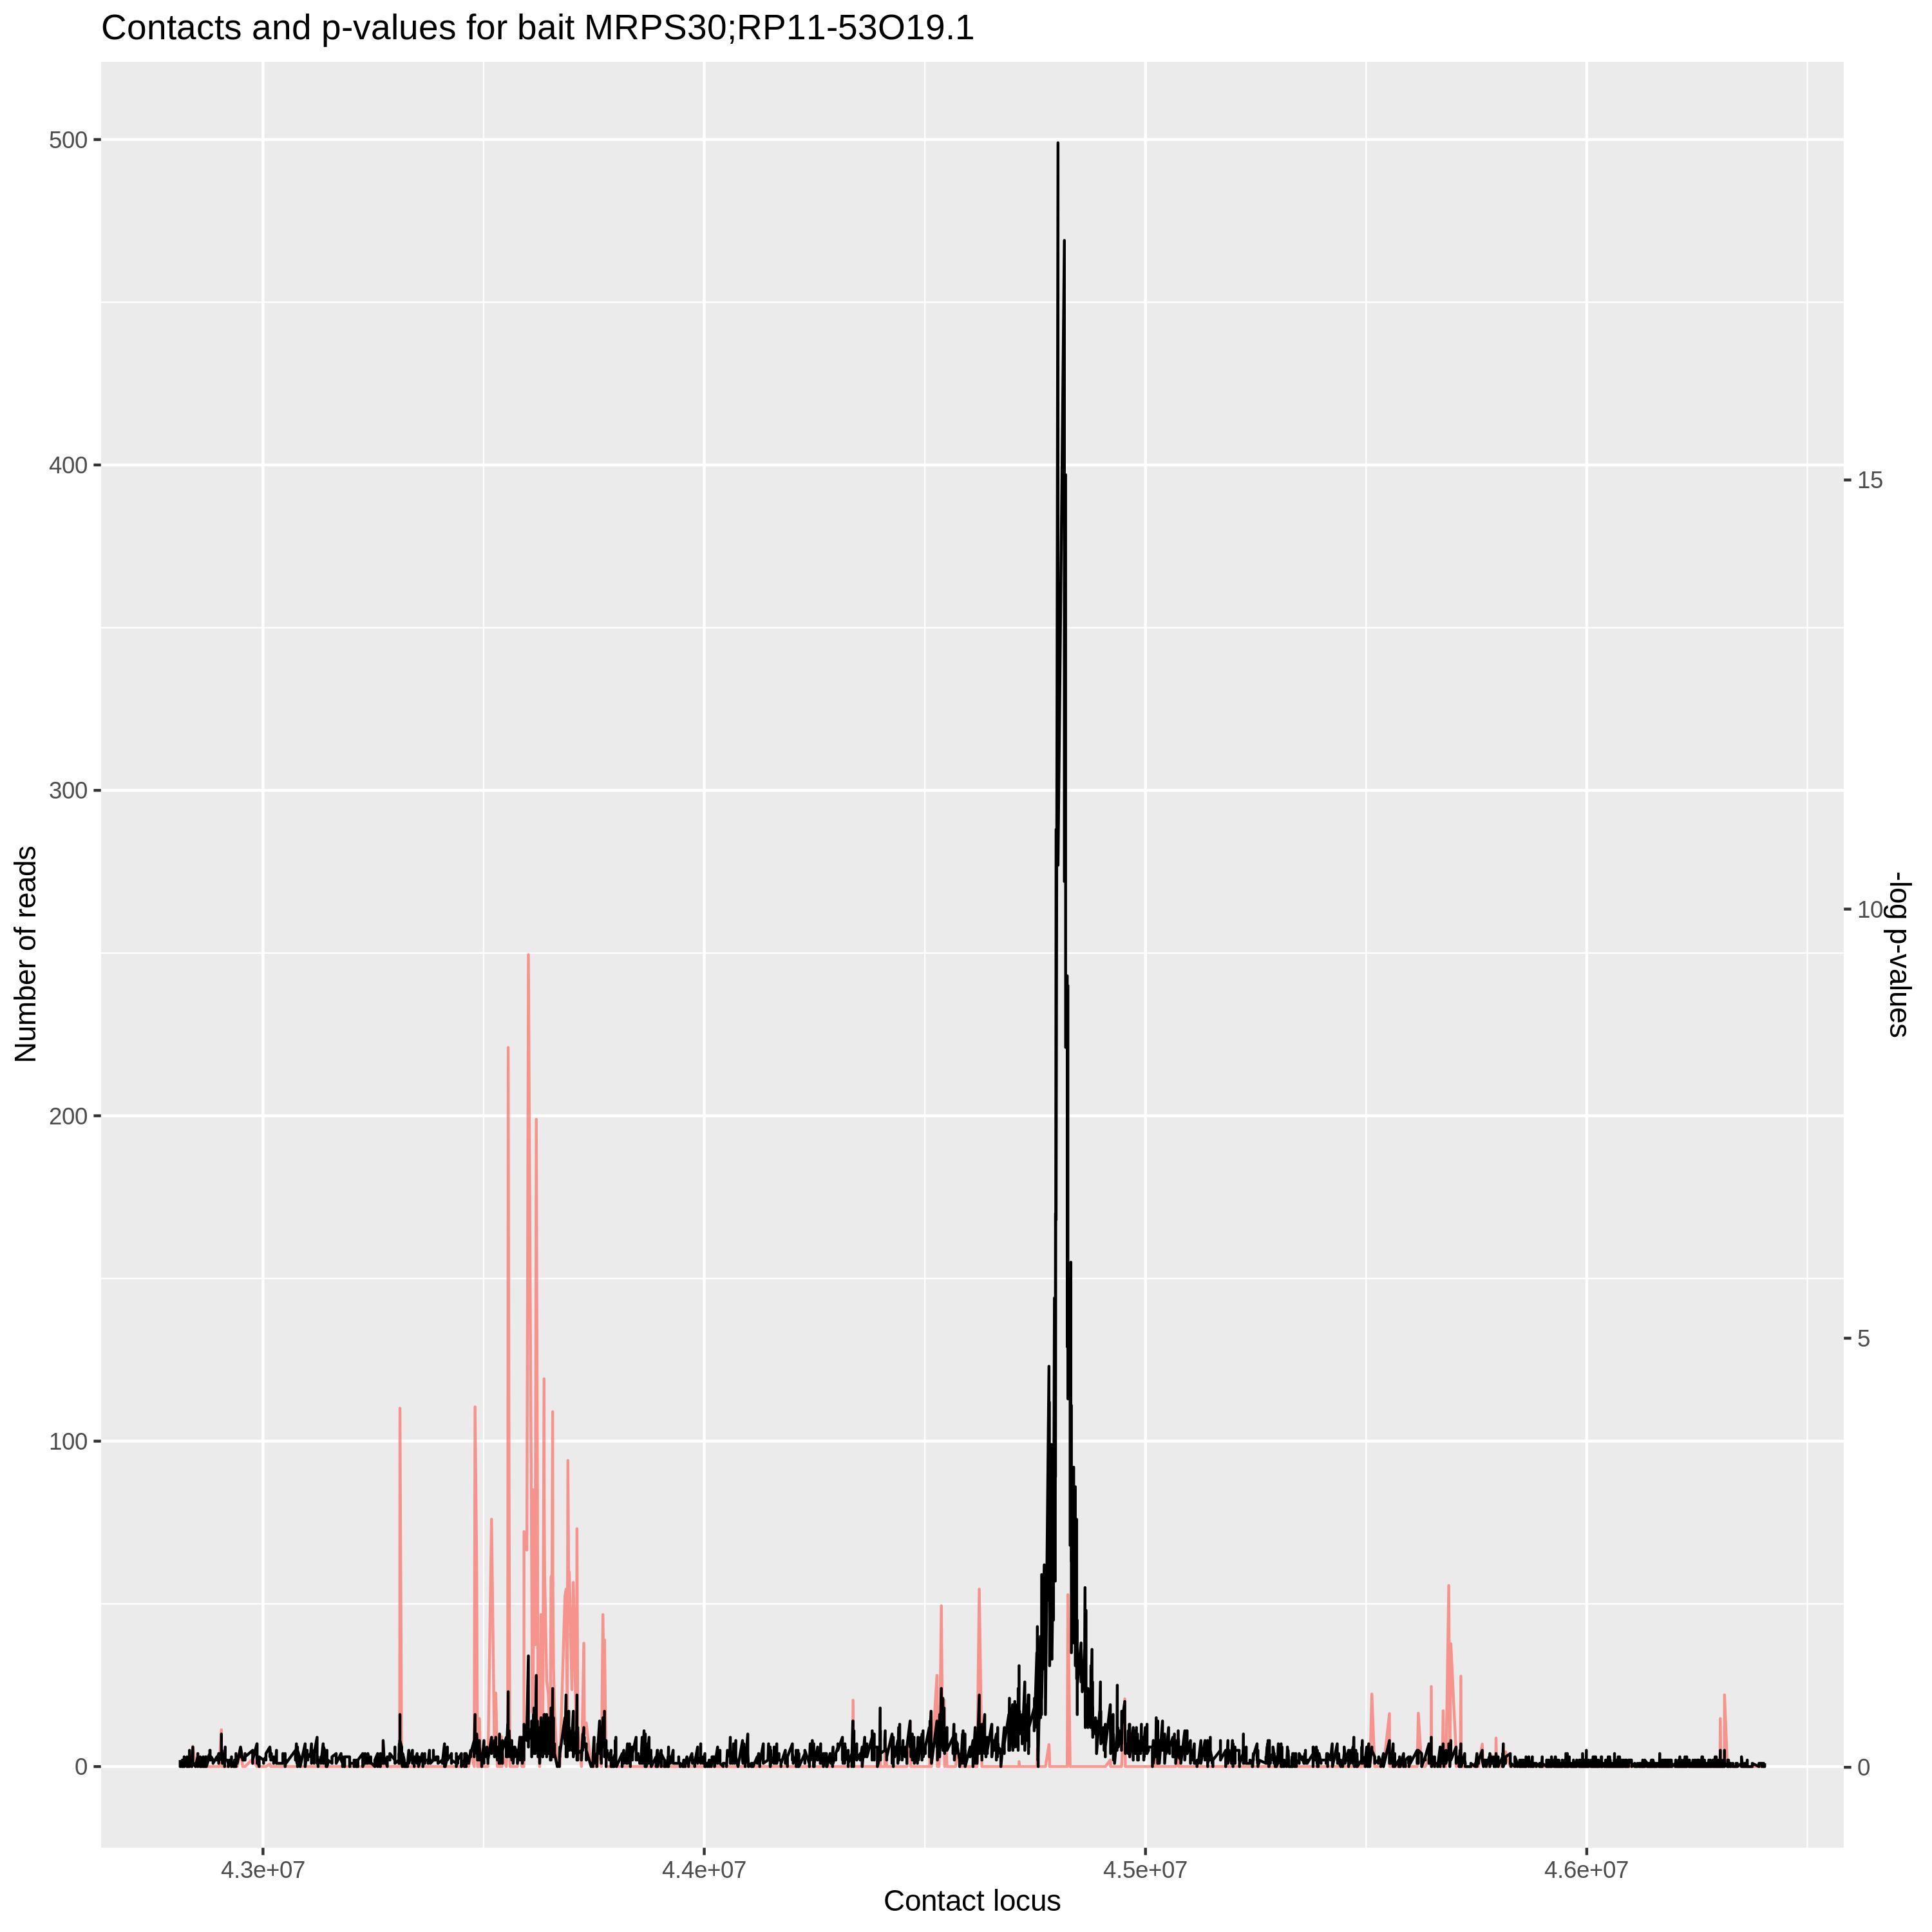 Contacts and p-values for bait MRPS30;RP11-53O19.1
500
400
300
200
100
0
Number of reads
15
10
5
0
-log p-values
4.3e+07
4.4e+07
4.5e+07
4.6e+07
Contact locus